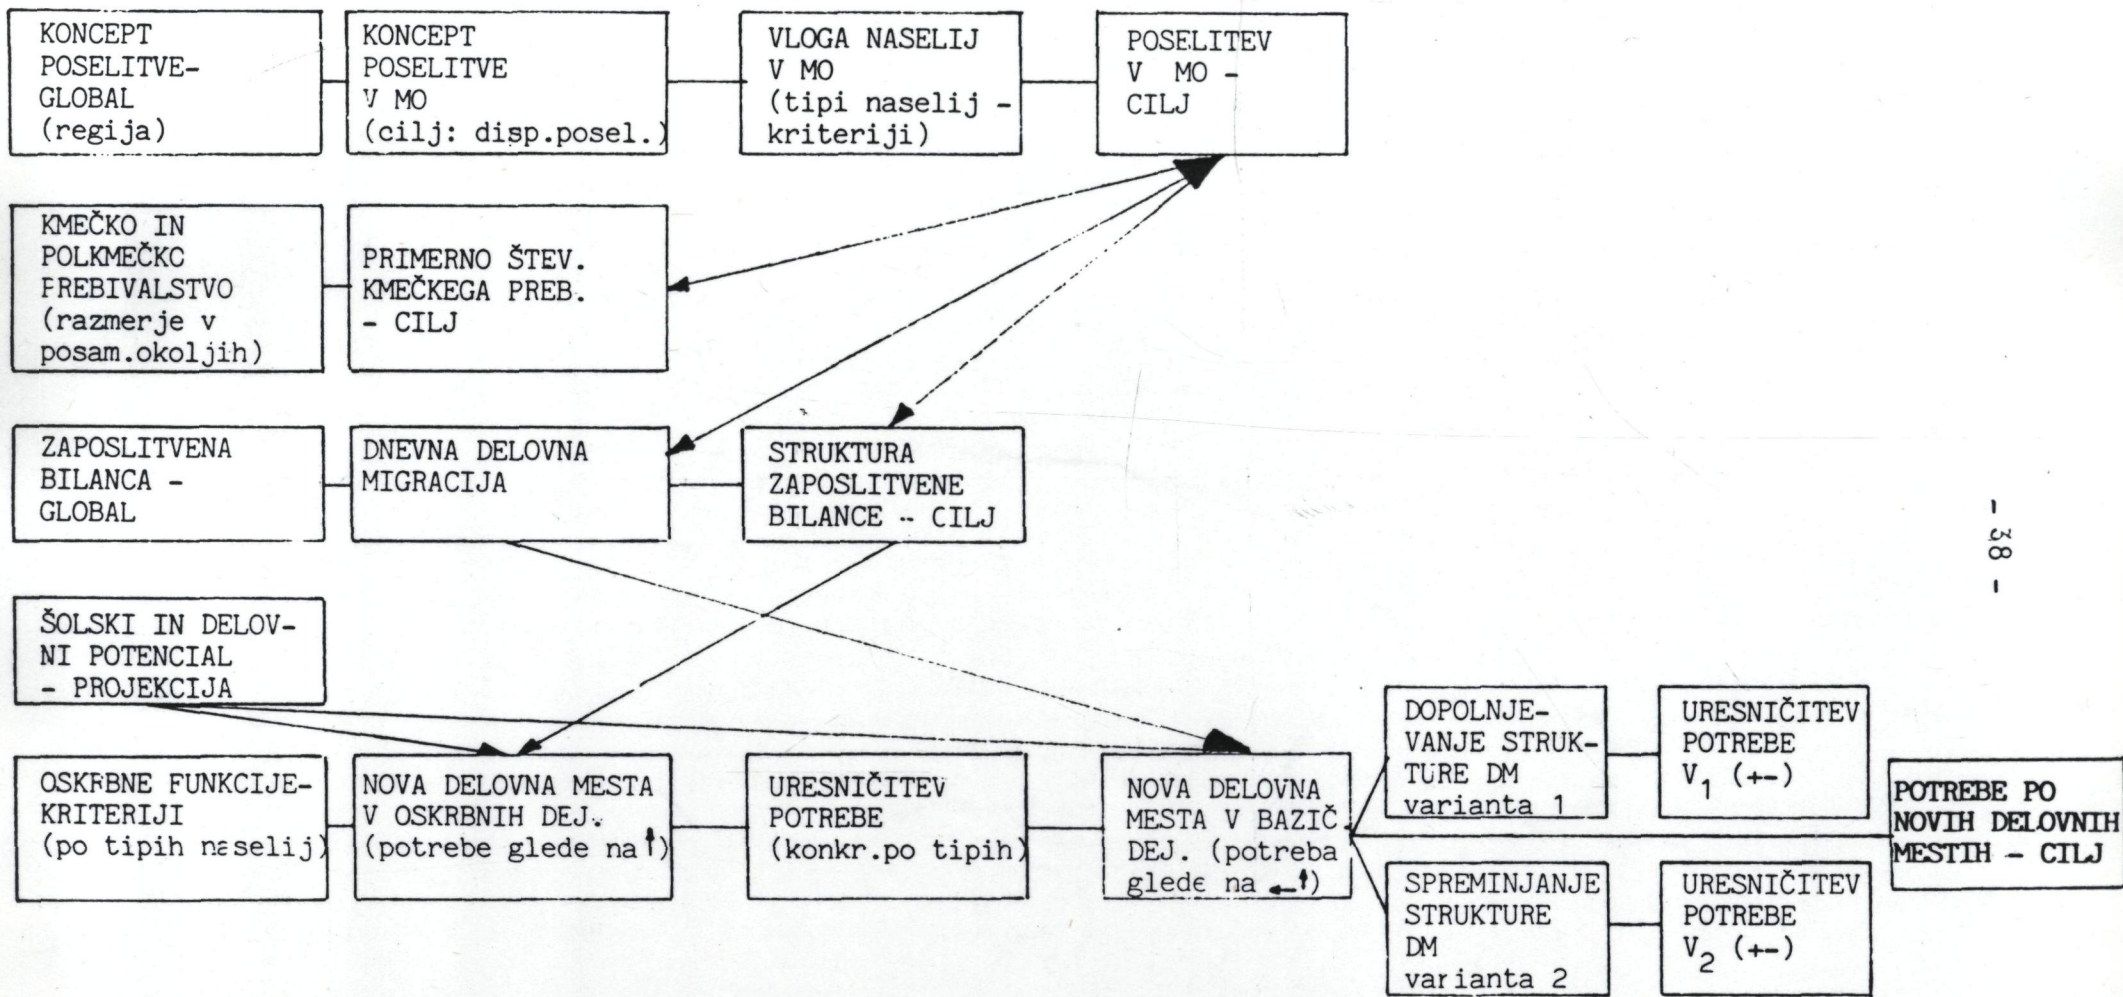 KONCEPT
POSELITVE-
GLOBAL
(regija)
KONCEPT
POSELITVE
V MO
(cilj: disp.posel.)
VLOGA NASELIJ
V MO
(tipi naselij -
kriteriji)
POSELITEV
V MO -
CILJ
KMEČKO IN
POLKMEČKO
PREBIVALSTVO
(razmerje v
posam.okoljih)
PRIMERNO ŠTEV.
KMEČKEGA PREB.
- CILJ
ZAPOSLITVENA
BILANCA -
GLOBAL
DNEVNA DELOVNA
MIGRACIJA
STRUKTURA
ZAPOSLITVENE
BILANCE - CILJ
- 38 -
ŠOLSKI IN DELOV-
NI POTENCIAL
- PROJEKCIJA
OSKRBNE FUNKCIJE-
KRITERIJI
(po tipih naselij)
NOVA DELOVNA MESTA
V OSKRBNIH DEJ.
(potrebe glede na ↑)
URESNIČITEV
POTREBE
(konkr.po tipih)
NOVA DELOVNA
MESTA V BAZIČ
DEJ. (potreba
glede na ←↑)
DOPOLNJE-
VANJE STRUK-
TURE DM
varianta 1
URESNIČITEV
POTREBE
V₁ (+-)
SPREMINJANJE
STRUKTURE
DM
varianta 2
URESNIČITEV
POTREBE
V₂ (+-)
POTREBE PO
NOVIH DELOVNIH
MESTIH - CILJ